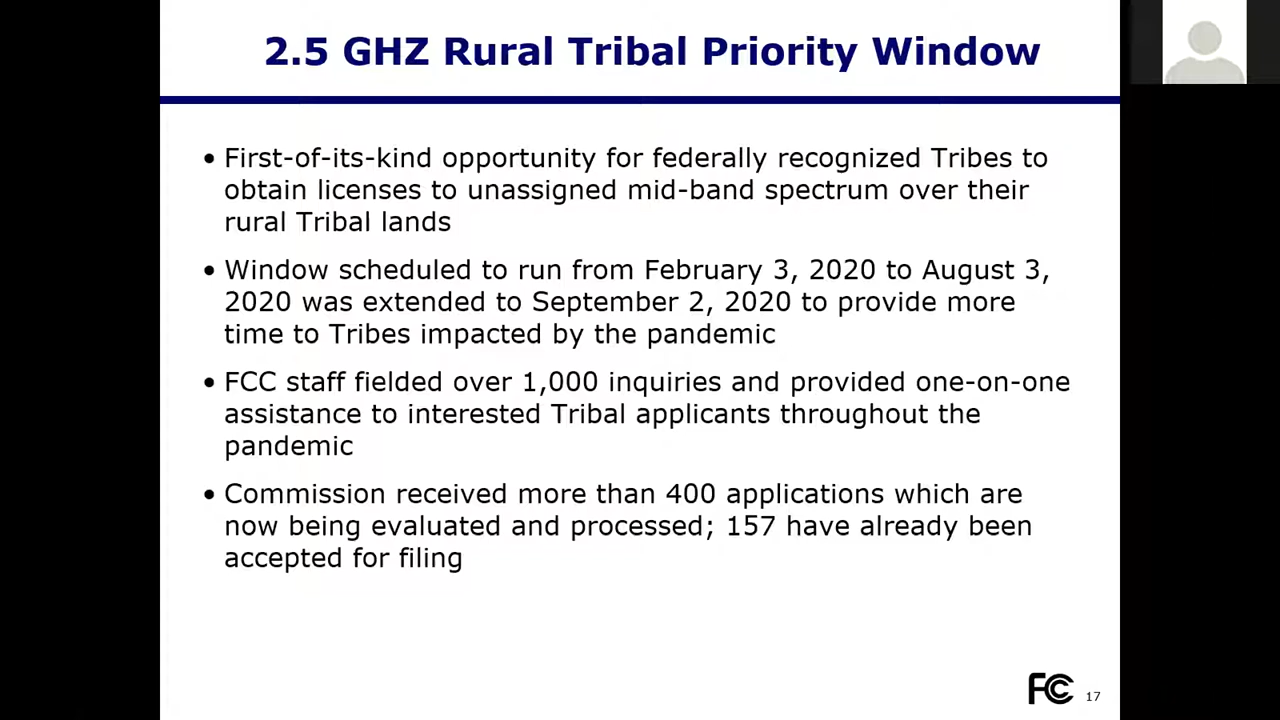 2.5 GHZ Rural Tribal Priority Window
• First-of-its-kind opportunity for federally recognized Tribes to
obtain licenses to unassigned mid-band spectrum over their
rural Tribal lands
• Window scheduled to run from February 3, 2020 to August 3,
2020 was extended to September 2, 2020 to provide more
time to Tribes impacted by the pandemic
• FCC staff fielded over 1,000 inquiries and provided one-on-one
assistance to interested Tribal applicants throughout the
pandemic
• Commission received more than 400 applications which are
now being evaluated and processed; 157 have already been
accepted for filing
FCC 17